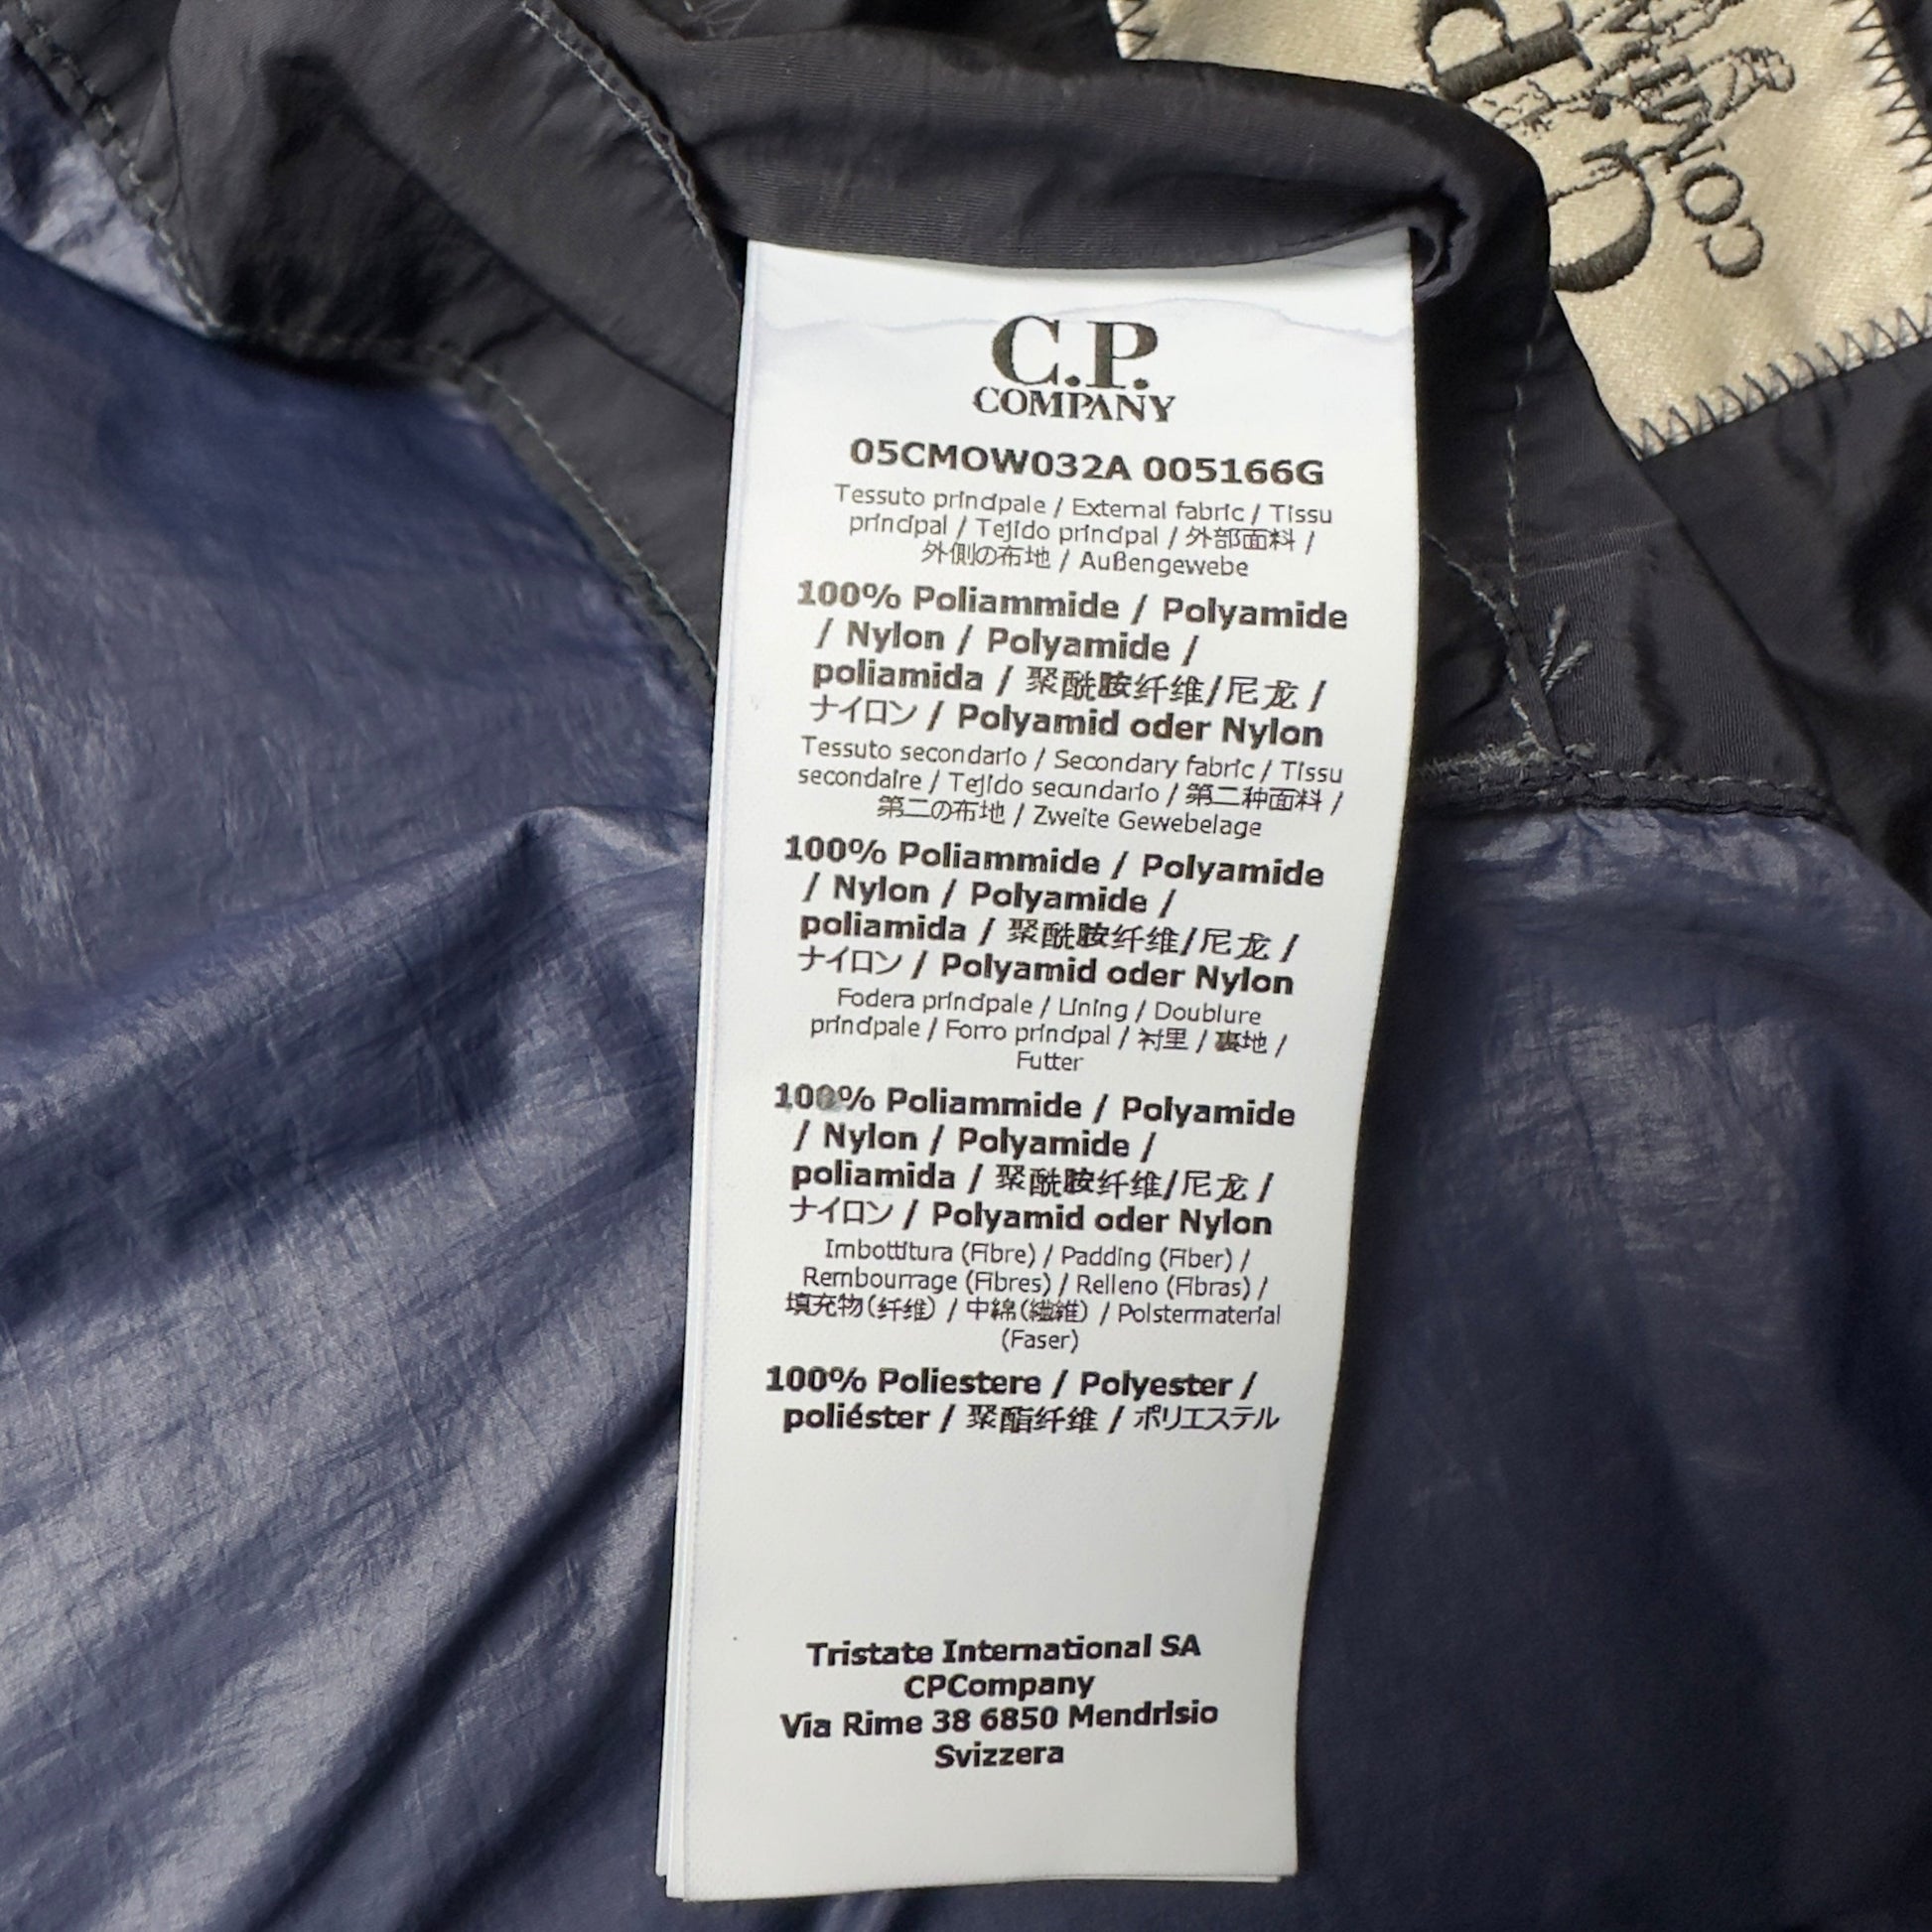 C.P.
COMPANY
05CMOW032A 005166G
Tessuto principale / External fabric / Tissu
principal / Tejido principal / 外部面料 /
外側の布地 / Außengewebe
100% Poliammide / Polyamide
/ Nylon / Polyamide /
poliamida / 聚酰胺纤维/尼龙 /
ナイロン / Polyamid oder Nylon
Tessuto secondario / Secondary fabric / Tissu
secondaire / Tejido secundario / 第二种面料 /
第二の布地 / Zweite Gewebelage
100% Poliammide / Polyamide
/ Nylon / Polyamide /
poliamida / 聚酰胺纤维/尼龙 /
ナイロン / Polyamid oder Nylon
Fodera principale / Lining / Doublure
principale / Forro principal / 衬里 / 裏地 /
Futter
100% Poliammide / Polyamide
/ Nylon / Polyamide /
poliamida / 聚酰胺纤维/尼龙 /
ナイロン / Polyamid oder Nylon
Imbottitura (Fibre) / Padding (Fiber) /
Rembourrage (Fibres) / Relleno (Fibras) /
填充物(纤维) / 中綿(繊維) / Polstermaterial
(Faser)
100% Poliestere / Polyester /
poliéster / 聚酯纤维 / ポリエステル
Tristate International SA
CPCompany
Via Rime 38 6850 Mendrisio
Svizzera
C.P.